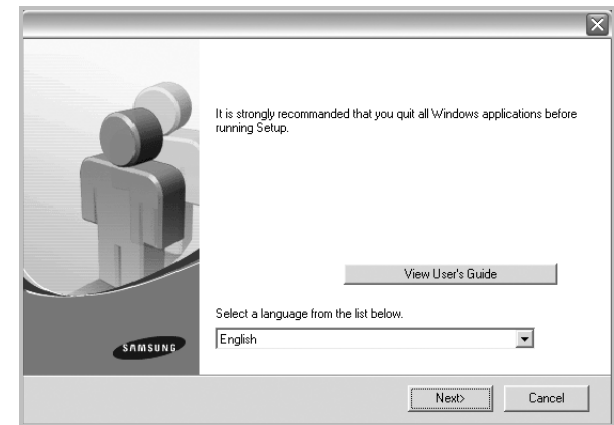 It is strongly recommanded that you quit all Windows applications before
running Setup.
View User's Guide
Select a language from the list below.
English
SAMSUNG
Next>
Cancel